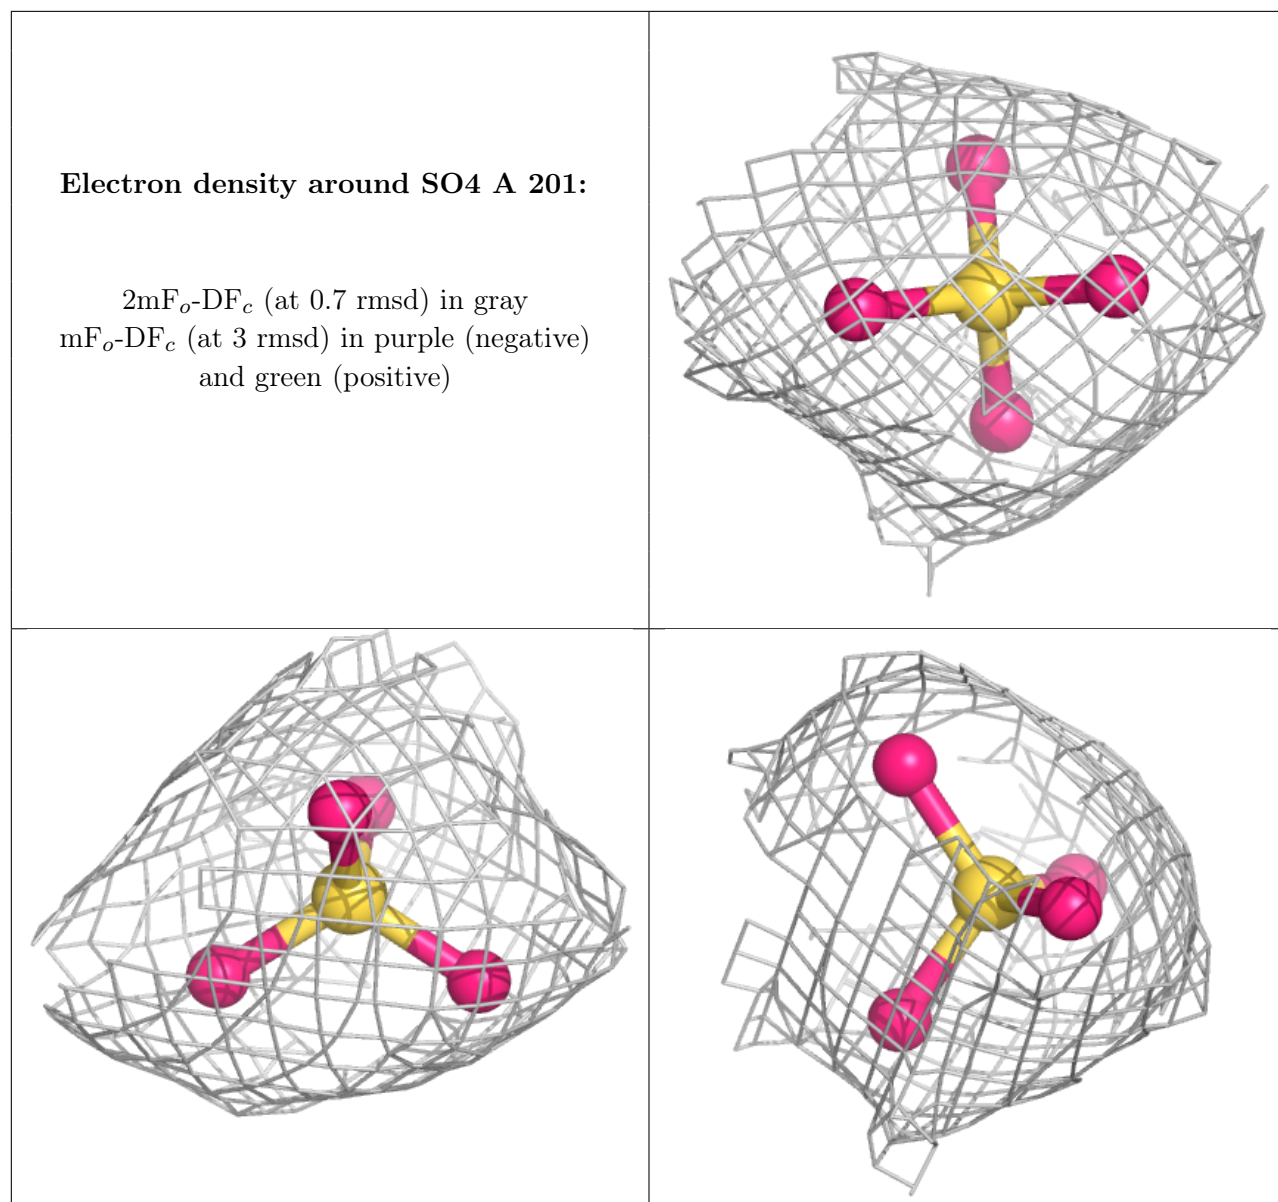 Electron density around SO4 A 201:
2mFo-DFc (at 0.7 rmsd) in gray
mFo-DFc (at 3 rmsd) in purple (negative)
and green (positive)